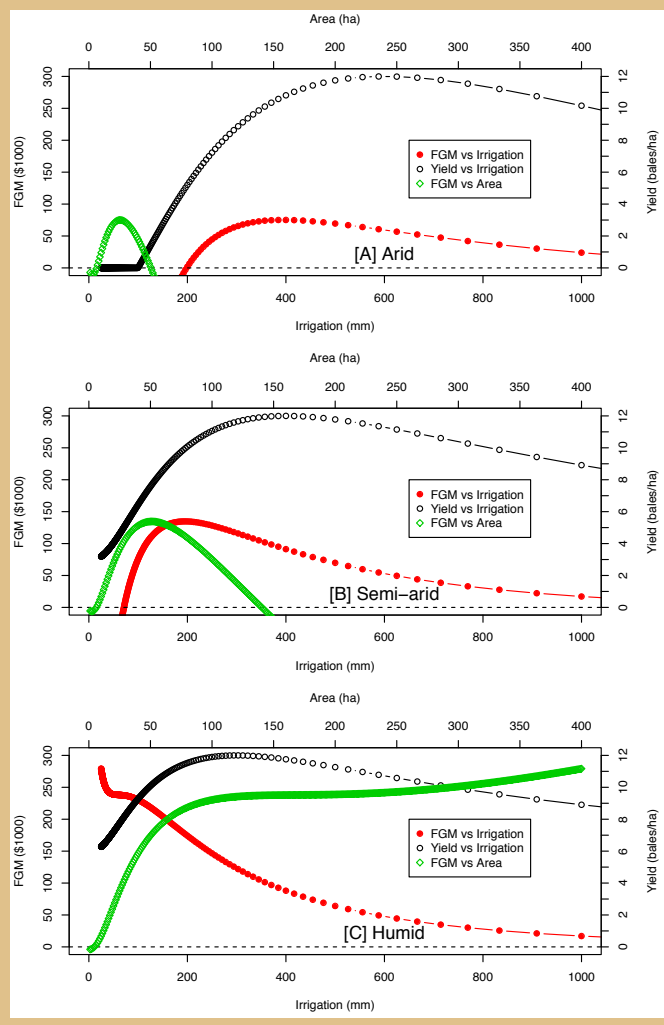 Area (ha)
0 50 100 150 200 250 300 350 400
FGM ($1000)
300
250
200
150
100
50
0
12
10
8
6
4
2
0
Yield (bales/ha)
FGM vs Irrigation
Yield vs Irrigation
FGM vs Area
[A] Arid
0 200 400 600 800 1000
Irrigation (mm)
Area (ha)
0 50 100 150 200 250 300 350 400
FGM ($1000)
300
250
200
150
100
50
0
12
10
8
6
4
2
0
Yield (bales/ha)
FGM vs Irrigation
Yield vs Irrigation
FGM vs Area
[B] Semi−arid
0 200 400 600 800 1000
Irrigation (mm)
Area (ha)
0 50 100 150 200 250 300 350 400
FGM ($1000)
300
250
200
150
100
50
0
12
10
8
6
4
2
0
Yield (bales/ha)
FGM vs Irrigation
Yield vs Irrigation
FGM vs Area
[C] Humid
0 200 400 600 800 1000
Irrigation (mm)